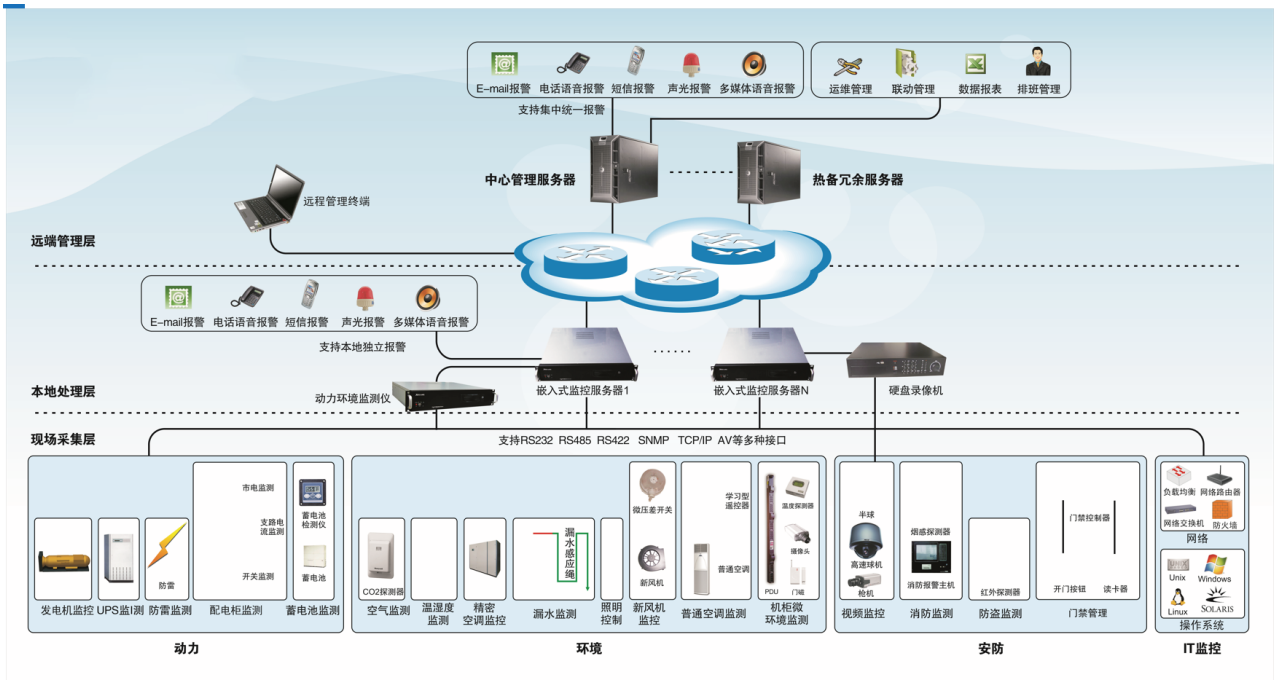 E-mail报警 电话语音报警 短信报警 声光报警 多媒体语音报警
运维管理 联动管理 数据报表 排班管理
支持集中统一报警
中心管理服务器
热备冗余服务器
远程管理终端
远端管理层
E-mail报警 电话语音报警 短信报警 声光报警 多媒体语音报警
支持本地独立报警
嵌入式监控服务器1
······
嵌入式监控服务器N
硬盘录像机
本地处理层
动力环境监测仪
现场采集层
支持RS232 RS485 RS422 SNMP TCP/IP AV等多种接口
防雷
市电监测
支路电
流监测
开关监测
蓄电池
检测仪
蓄电池
发电机监控 UPS监I测 防雷监测 配电柜监测 蓄电池监测
动力
CO2探测器
漏水感应绳
微压差开关
新风机
学习型
遥控器
普通空调
温度探测器
摄像头
PDU 门磁
空气监测
温湿度
监测
精密
空调监控
漏水监测
照明
控制
新风机
监控
普通空调监测
机柜微
环境监测
环境
半球
高速球机
枪机
烟感探测器
消防报警主机
红外探测器
门禁控制器
开门按钮 读卡器
视频监控 消防监测 防盗监测 门禁管理
安防
负载均衡 网络路由器
网络交换机 防火墙
网络
Unix Windows
Linux SOLARIS
操作系统
IT监控